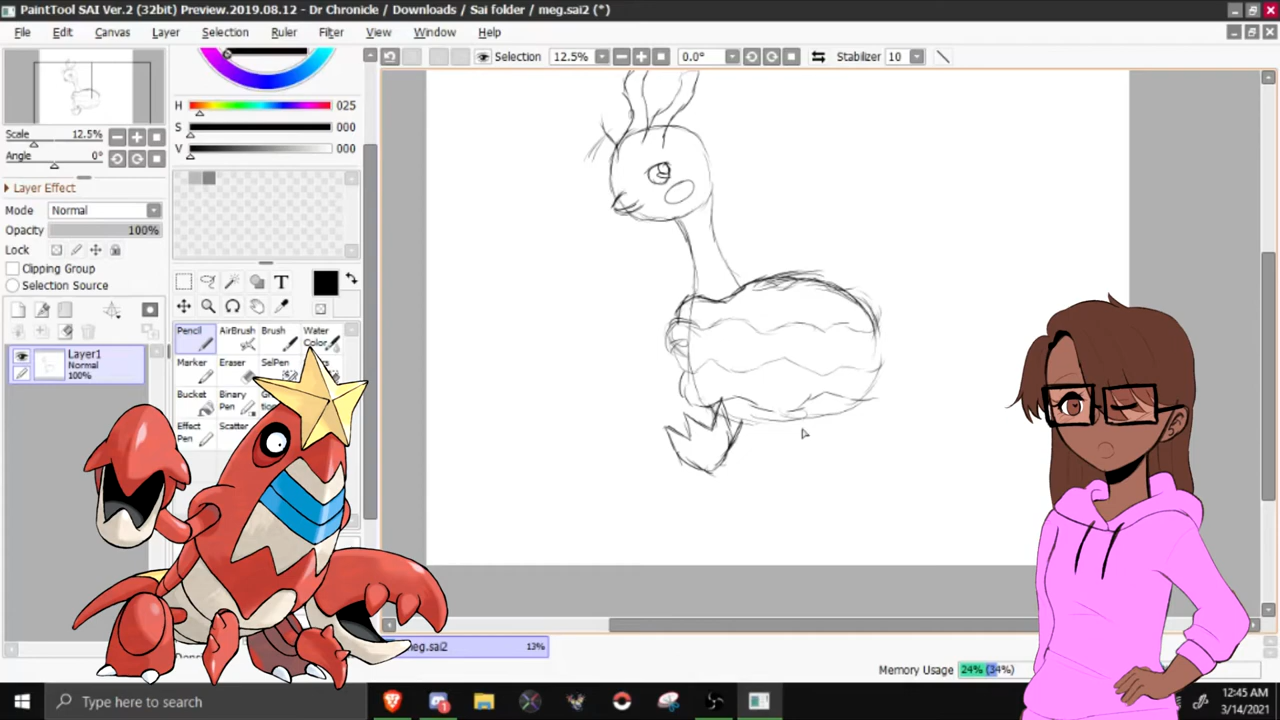 PaintTool SAI Ver.2 (32bit) Preview.2019.08.12 - Dr Chronicle / Downloads / Sai folder / meg.sai2 (*)
File Edit Canvas Layer Selection Ruler Filter View Window Help
Selection 12.5% 0.0° Stabilizer 10
H 025
S 000
V 000
Scale 12.5%
Angle 0°
Layer Effect
Mode Normal
Opacity 100%
Lock
Clipping Group
Selection Source
T
Pencil AirBrush Brush Water
Color
Marker Eraser SelPen
Bucket Binary
Pen
Effect Scatter
Pen
Layer1
Normal
100%
meg.sai2 13%
Memory Usage 24% (34%)
Type here to search
12:45 AM
3/14/2021